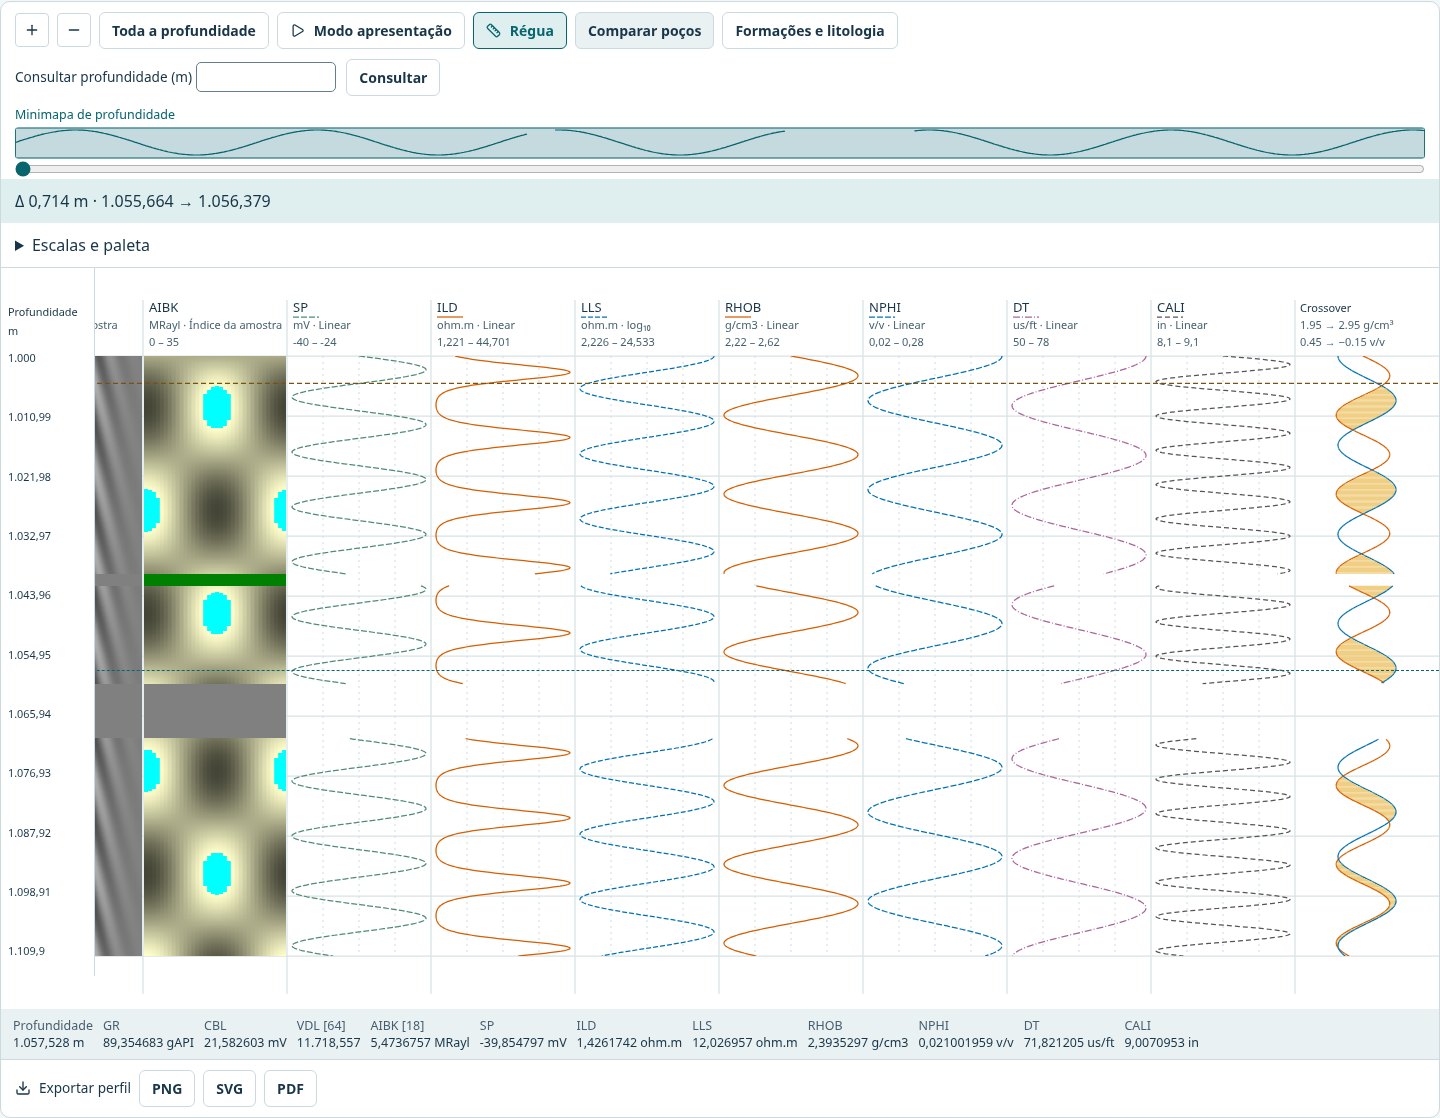 + − Toda a profundidade Modo apresentação Régua Comparar poços Formações e litologia
Consultar profundidade (m) Consultar
Minimapa de profundidade
Δ 0,714 m · 1.055,664 → 1.056,379
▶ Escalas e paleta
AIBK SP ILD LLS RHOB NPHI DT CALI Crossover
Profundidade
ostra MRayl · Índice da amostra mV · Linear ohm.m · Linear ohm.m · log₁₀ g/cm3 · Linear v/v · Linear us/ft · Linear in · Linear 1.95 → 2.95 g/cm³
m
0 – 35 -40 – -24 1,221 – 44,701 2,226 – 24,533 2,22 – 2,62 0,02 – 0,28 50 – 78 8,1 – 9,1 0.45 → −0.15 v/v
1.000
1.010,99
1.021,98
1.032,97
1.043,96
1.054,95
1.065,94
1.076,93
1.087,92
1.098,91
1.109,9
Profundidade GR CBL VDL [64] AIBK [18] SP ILD LLS RHOB NPHI DT CALI
1.057,528 m 89,354683 gAPI 21,582603 mV 11.718,557 5,4736757 MRayl -39,854797 mV 1,4261742 ohm.m 12,026957 ohm.m 2,3935297 g/cm3 0,021001959 v/v 71,821205 us/ft 9,0070953 in
Exportar perfil PNG SVG PDF